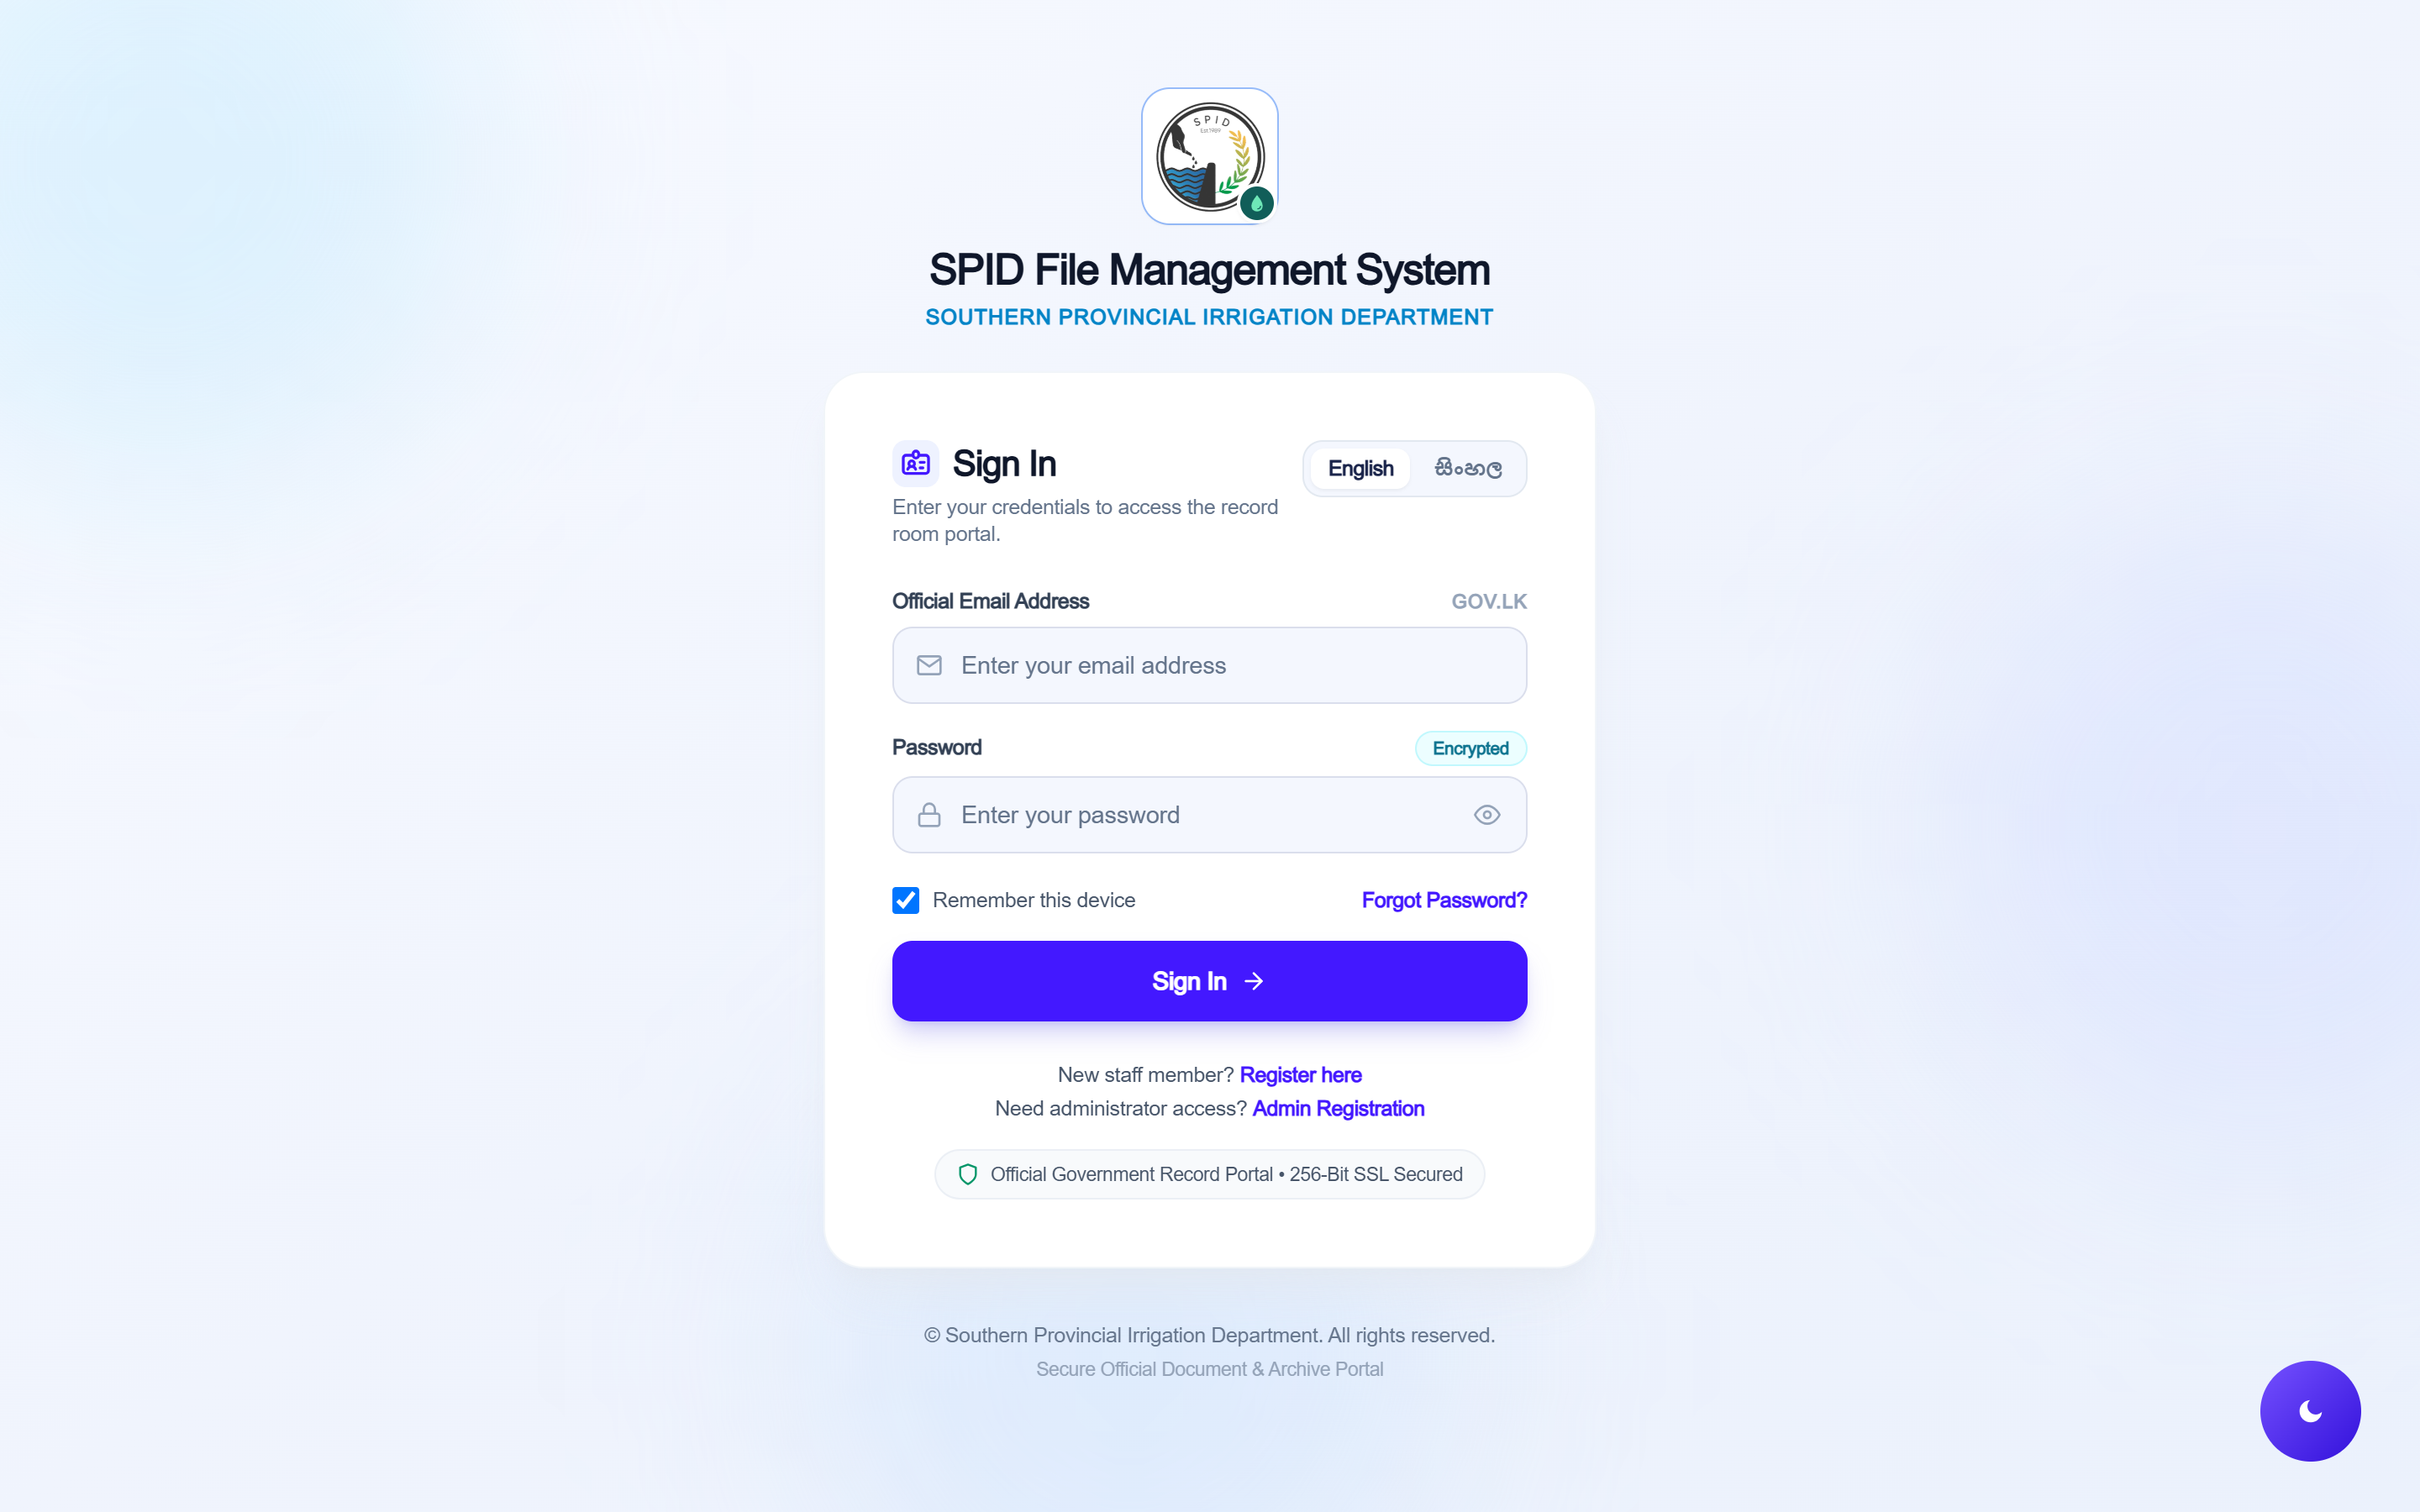 SPID
Est.1989
SPID File Management System
SOUTHERN PROVINCIAL IRRIGATION DEPARTMENT
Sign In
English
සිංහල
Enter your credentials to access the record
room portal.
Official Email Address
GOV.LK
Enter your email address
Password
Encrypted
Enter your password
Remember this device
Forgot Password?
Sign In
New staff member? Register here
Need administrator access? Admin Registration
Official Government Record Portal • 256-Bit SSL Secured
© Southern Provincial Irrigation Department. All rights reserved.
Secure Official Document & Archive Portal